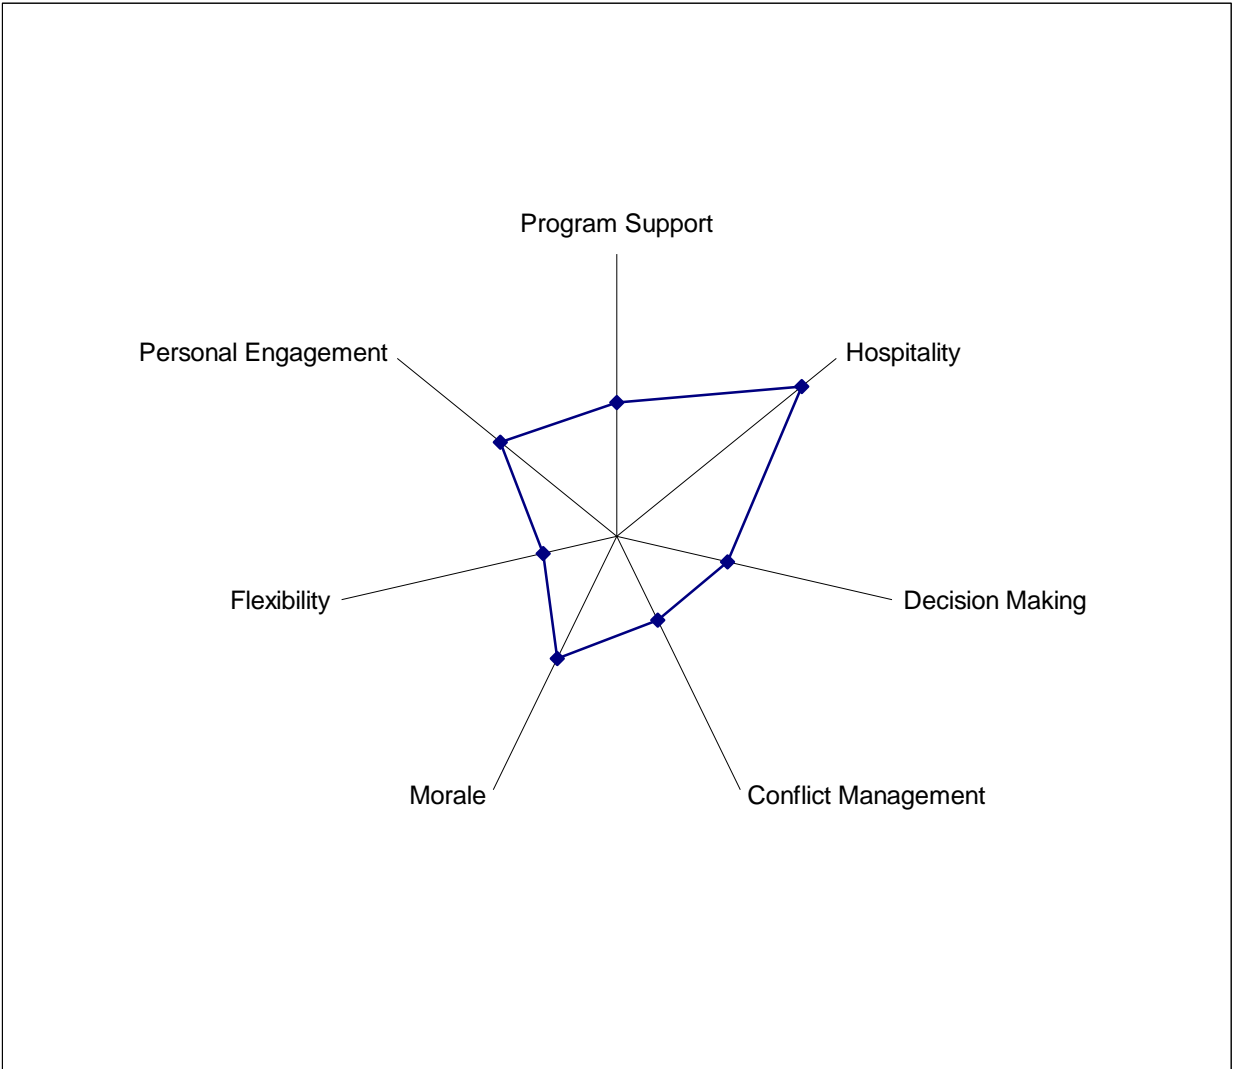 Program Support
Personal Engagement
Hospitality
Flexibility
Decision Making
Morale
Conflict Management